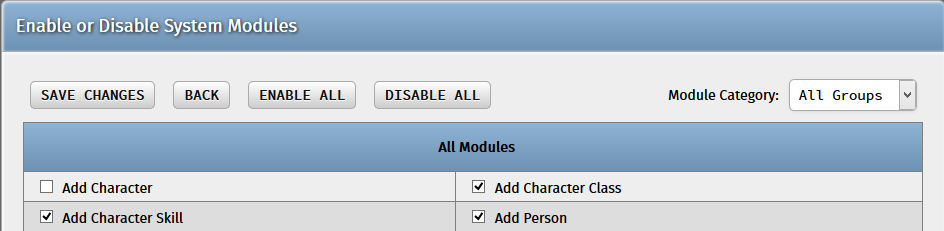 Enable or Disable System Modules
SAVE CHANGES BACK ENABLE ALL DISABLE ALL Module Category: All Groups
All Modules
Add Character Add Character Class
Add Character Skill Add Person